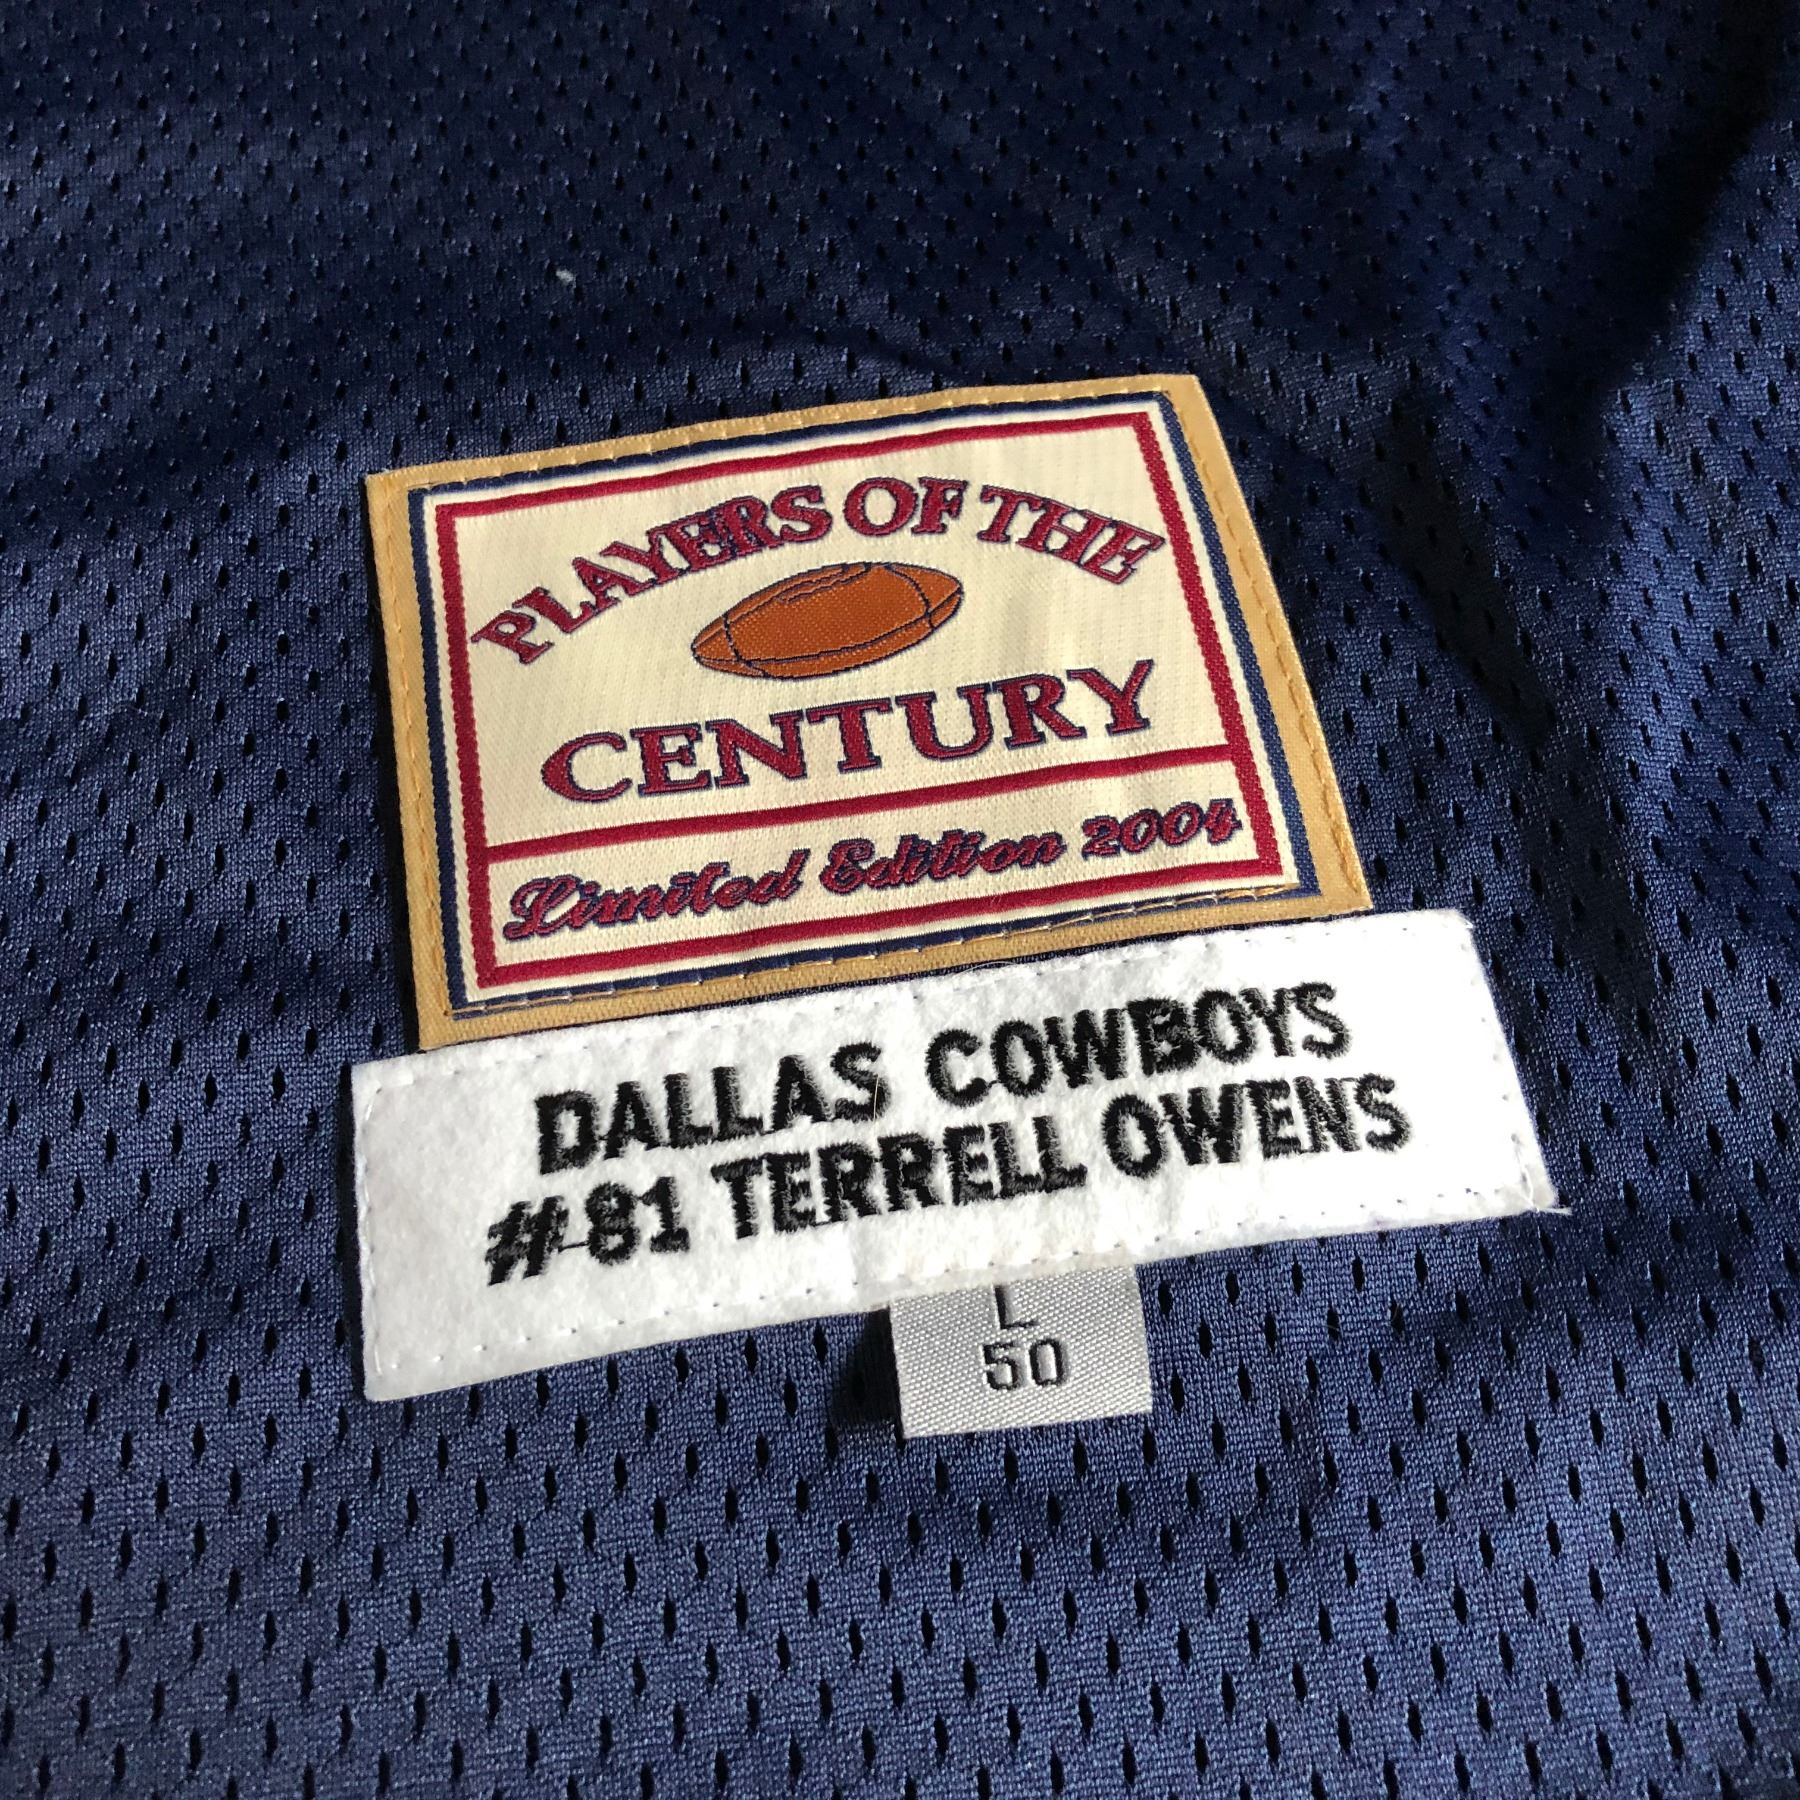 PLAYERS OF THE
CENTURY
Limited Edition 2004
DALLAS COWBOYS
#81 TERRELL OWENS
L
50